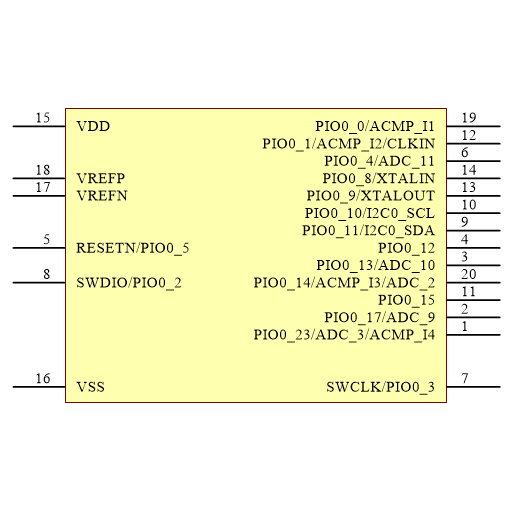 15 VDD PIO0_0/ACMP_I1 19
PIO0_1/ACMP_I2/CLKIN 12
PIO0_4/ADC_11 6
18 VREFP PIO0_8/XTALIN 14
17 VREFN PIO0_9/XTALOUT 13
PIO0_10/I2C0_SCL 10
PIO0_11/I2C0_SDA 9
5 RESETN/PIO0_5 PIO0_12 4
PIO0_13/ADC_10 3
8 SWDIO/PIO0_2 PIO0_14/ACMP_I3/ADC_2 20
PIO0_15 11
PIO0_17/ADC_9 2
PIO0_23/ADC_3/ACMP_I4 1
16 VSS SWCLK/PIO0_3 7